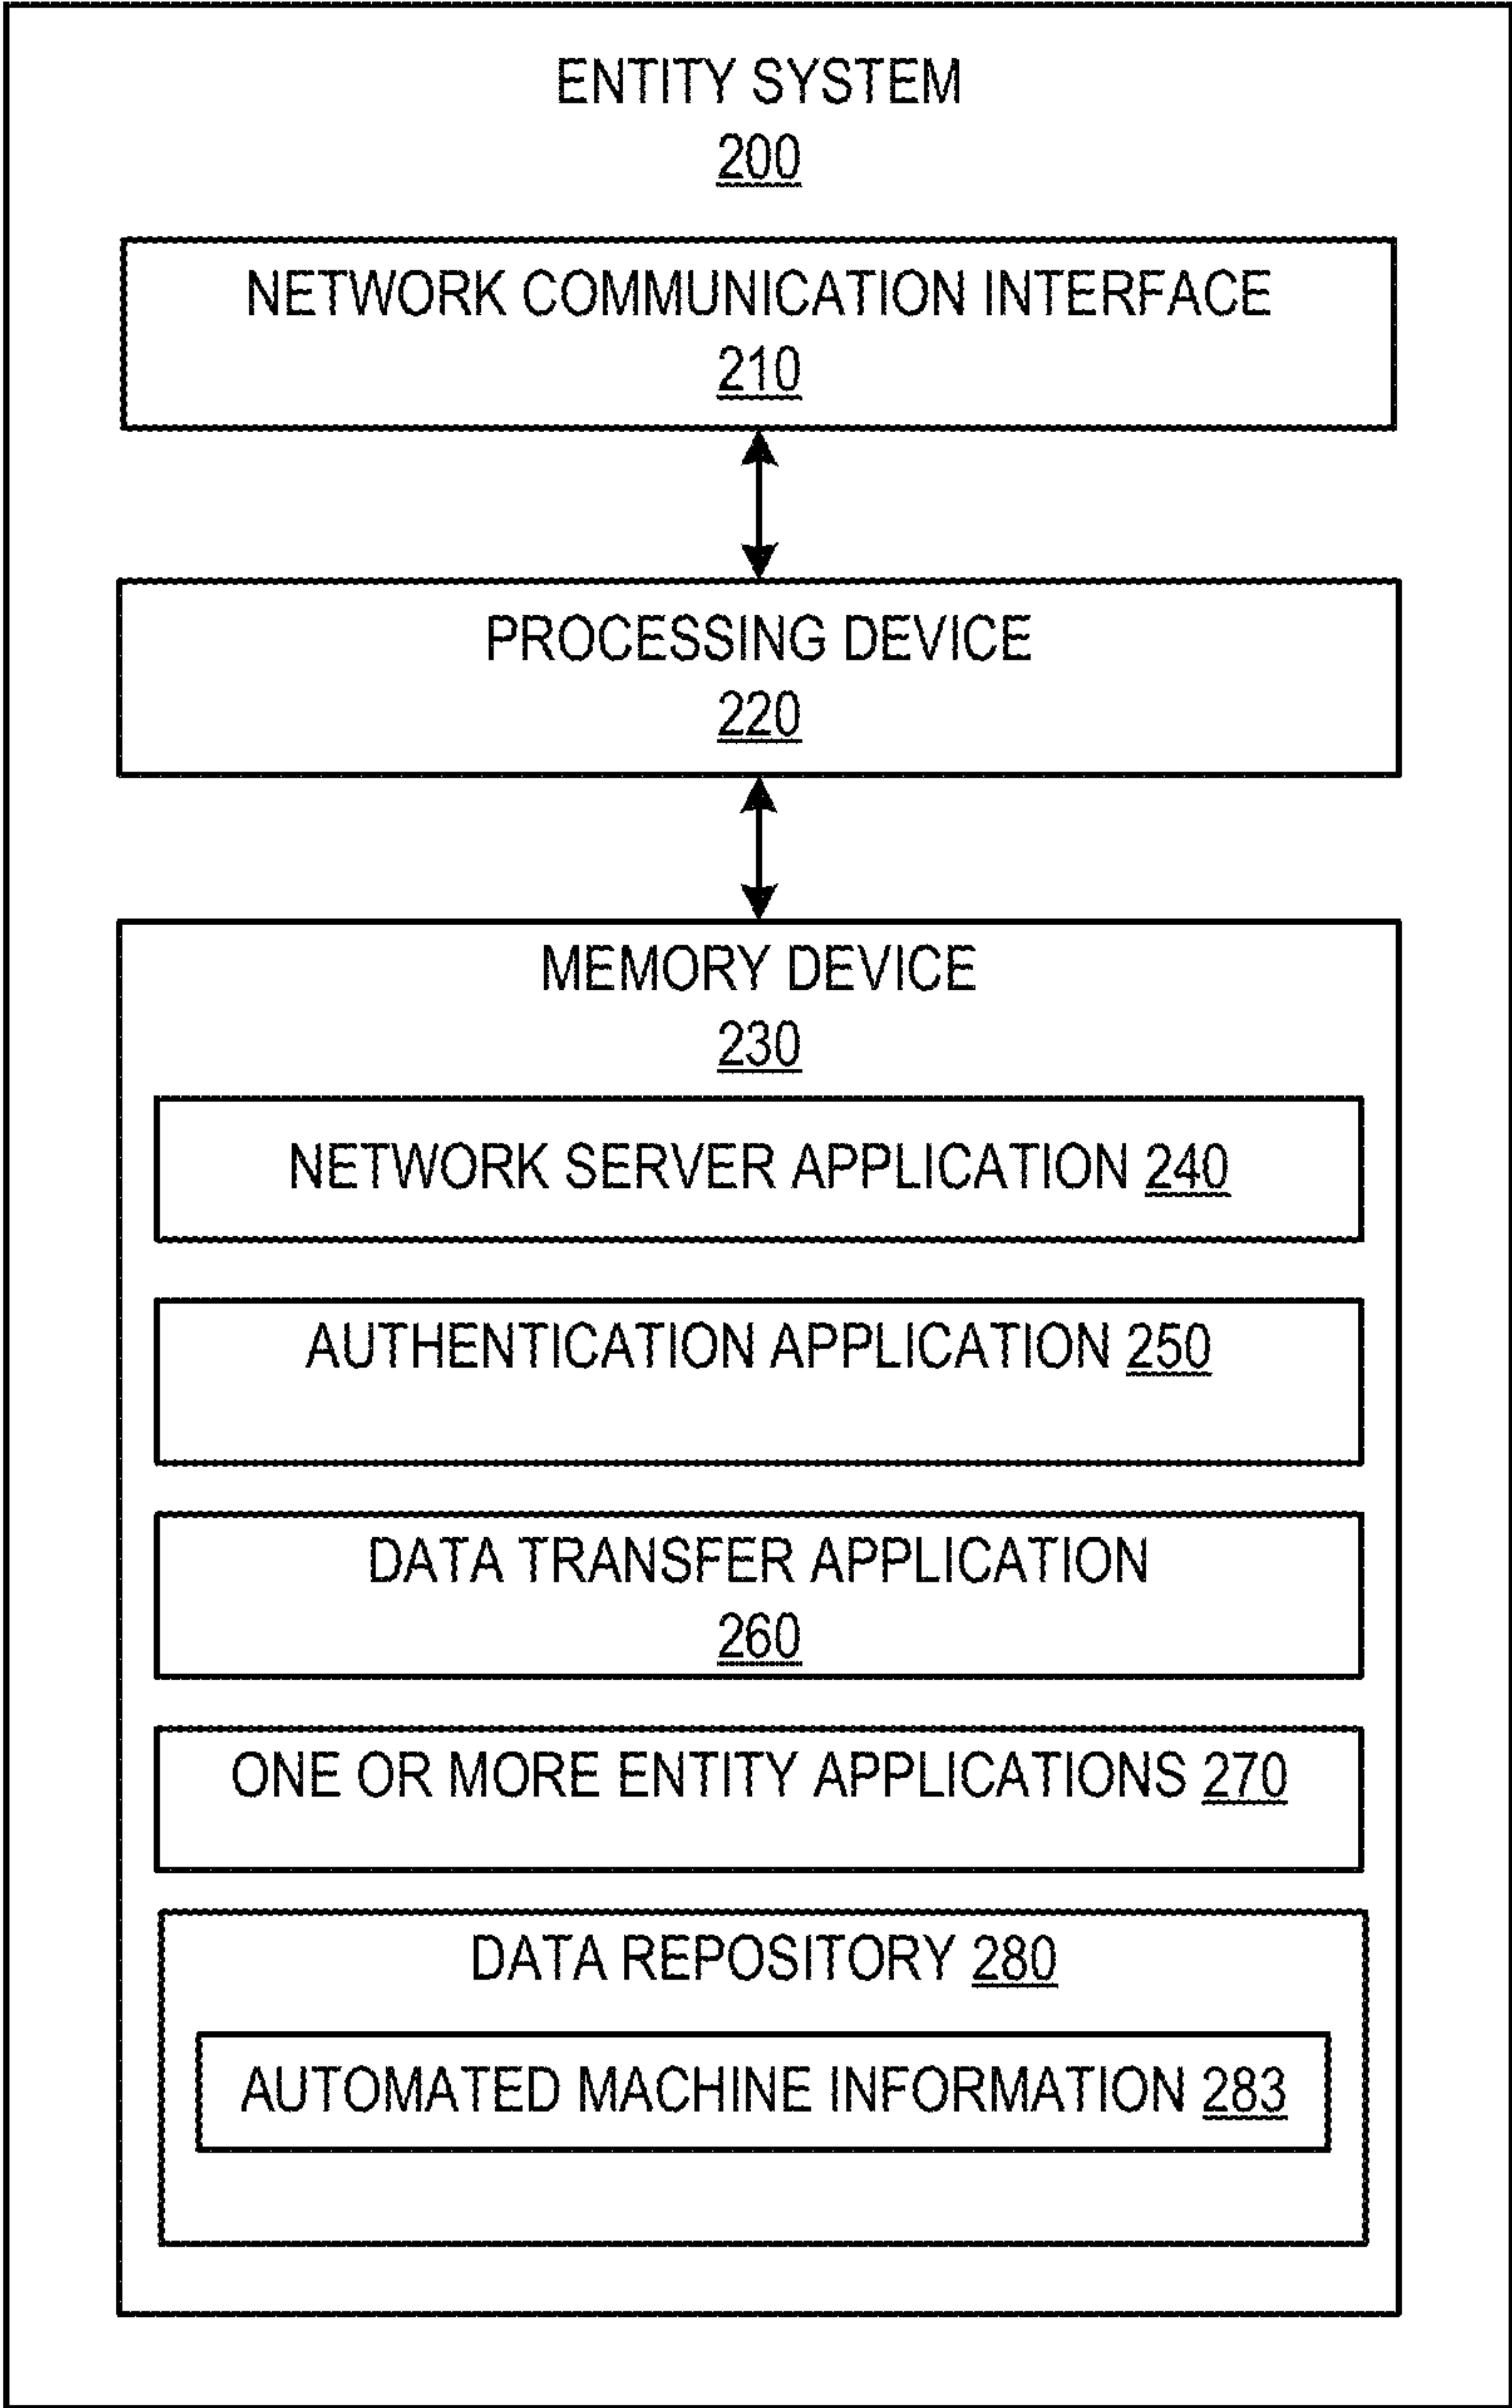 ENTITY SYSTEM
200
NETWORK COMMUNICATION INTERFACE
210
PROCESSING DEVICE
220
MEMORY DEVICE
230
NETWORK SERVER APPLICATION 240
AUTHENTICATION APPLICATION 250
DATA TRANSFER APPLICATION
260
ONE OR MORE ENTITY APPLICATIONS 270
DATA REPOSITORY 280
AUTOMATED MACHINE INFORMATION 283